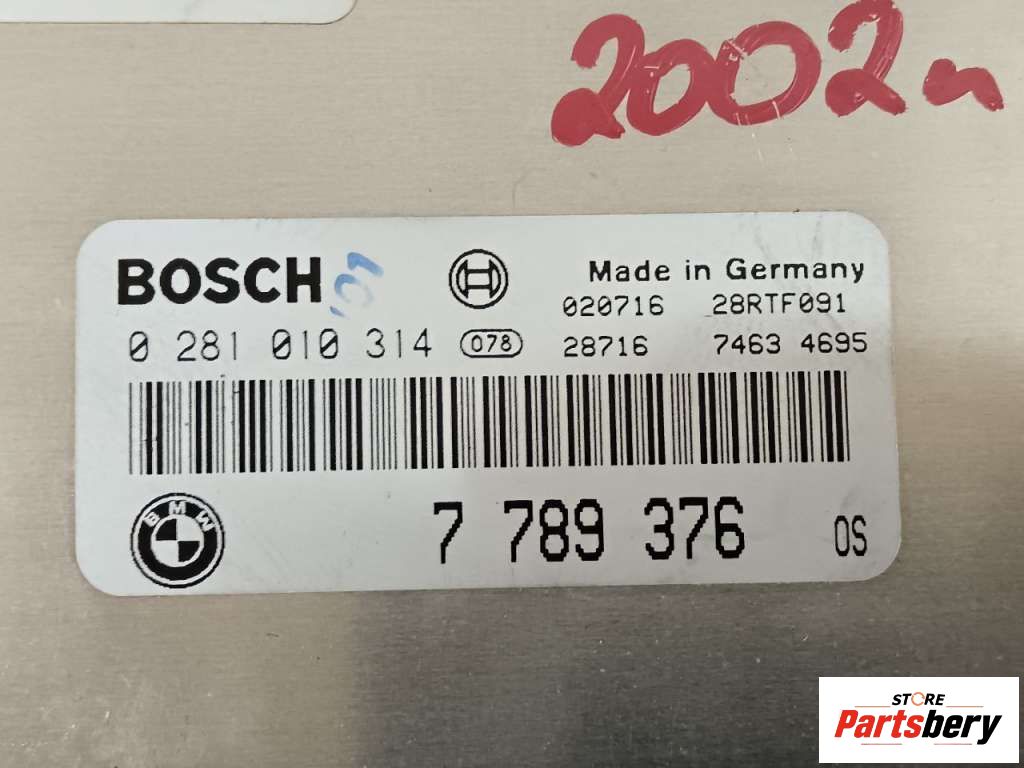 2002
BOSCH
Made in Germany
020716 28RTF091
0 281 010 314 078 28716 7463 4695
BMW
7 789 376 OS
STORE
Partsbery